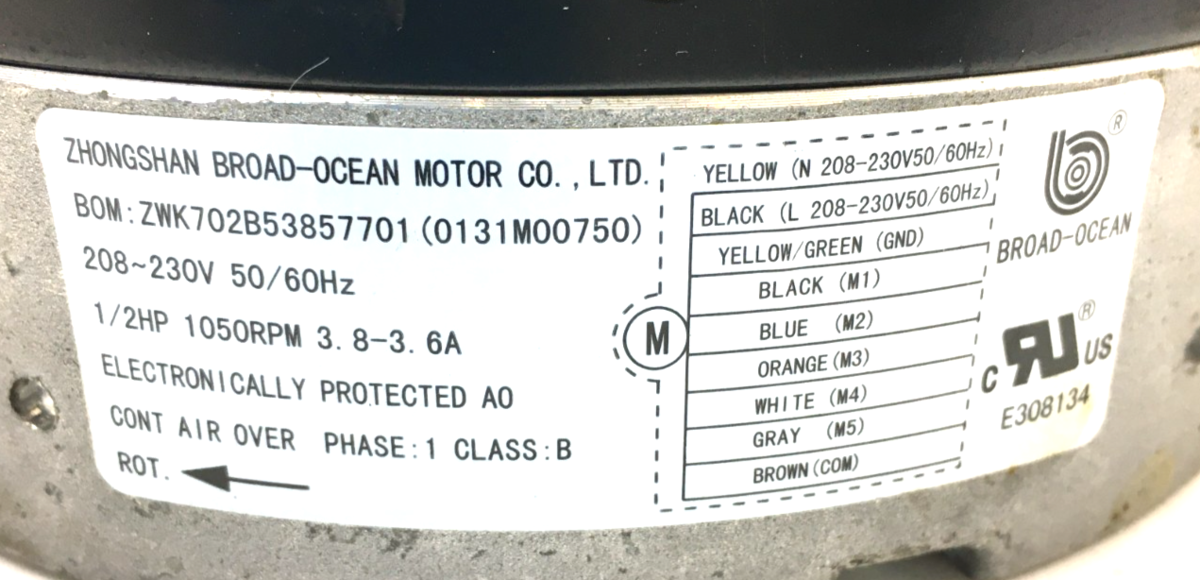 ZHONGSHAN BROAD-OCEAN MOTOR CO.,LTD.
BOM:ZWK702B53857701(0131M00750)
208~230V 50/60Hz
1/2HP 1050RPM 3.8-3.6A
ELECTRONICALLY PROTECTED AO
CONT AIR OVER PHASE:1 CLASS:B
ROT.
M
YELLOW (N 208-230V50/60Hz)
BLACK (L 208-230V50/60Hz)
YELLOW/GREEN (GND)
BLACK (M1)
BLUE (M2)
ORANGE(M3)
WHITE (M4)
GRAY (M5)
BROWN(COM)
b ®
BROAD-OCEAN
C RU ® US
E308134